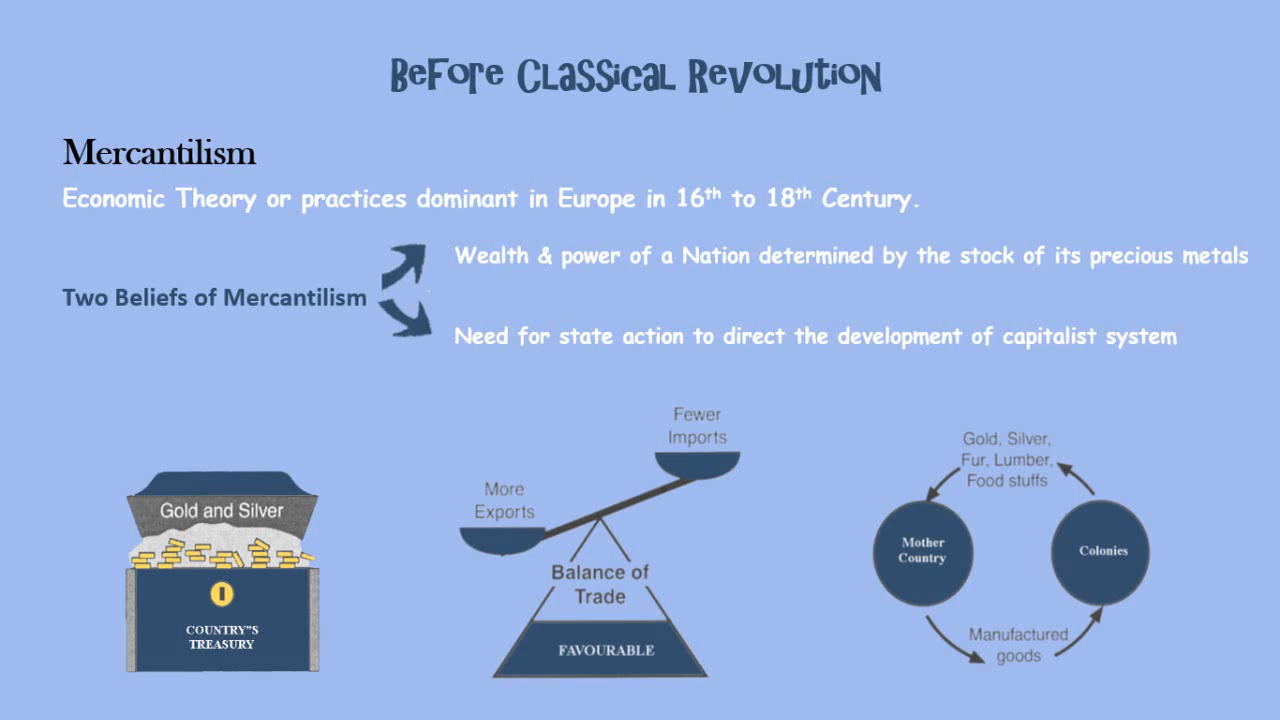 Before Classical Revolution
Mercantilism
Economic Theory or practices dominant in Europe in 16th to 18th Century.
Wealth & power of a Nation determined by the stock of its precious metals
Two Beliefs of Mercantilism
Need for state action to direct the development of capitalist system
Gold and Silver
COUNTRY"S
TREASURY
Fewer
Imports
More
Exports
Balance of
Trade
FAVOURABLE
Gold, Silver,
Fur, Lumber,
Food stuffs
Mother
Country
Colonies
Manufactured
goods